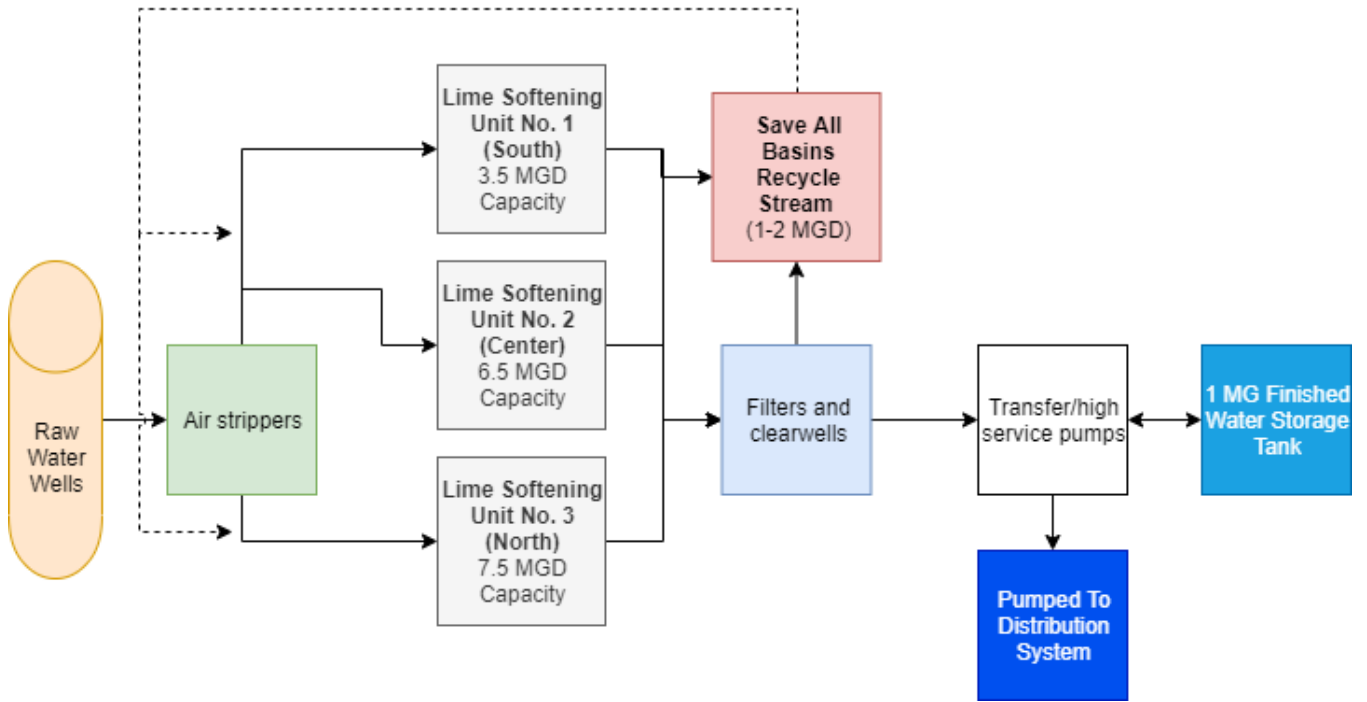 Raw
Water
Wells
Air strippers
Lime Softening
Unit No. 1
(South)
3.5 MGD
Capacity
Lime Softening
Unit No. 2
(Center)
6.5 MGD
Capacity
Lime Softening
Unit No. 3
(North)
7.5 MGD
Capacity
Save All
Basins
Recycle
Stream
(1-2 MGD)
Filters and
clearwells
Transfer/high
service pumps
1 MG Finished
Water Storage
Tank
Pumped To
Distribution
System